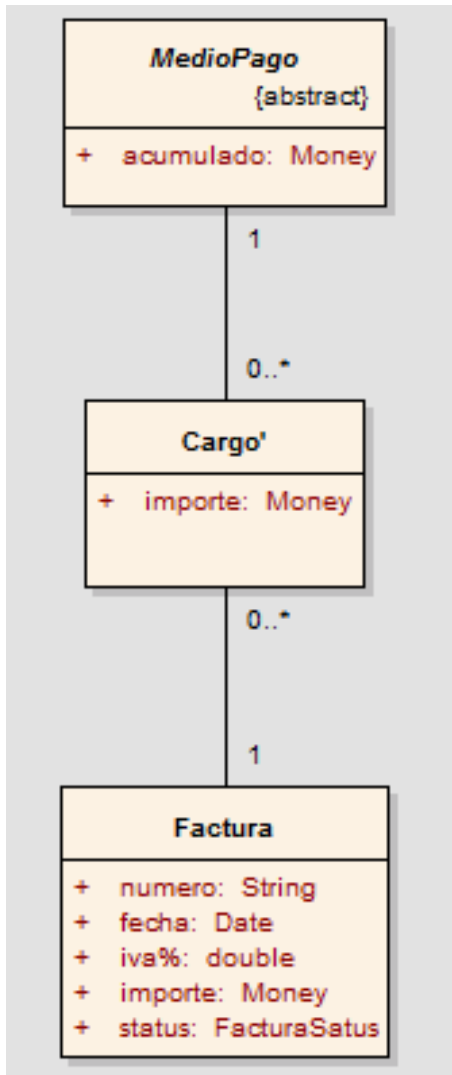 MedioPago
{abstract}
+ acumulado: Money
1
0..*
Cargo'
+ importe: Money
0..*
1
Factura
+ numero: String
+ fecha: Date
+ iva%: double
+ importe: Money
+ status: FacturaSatus